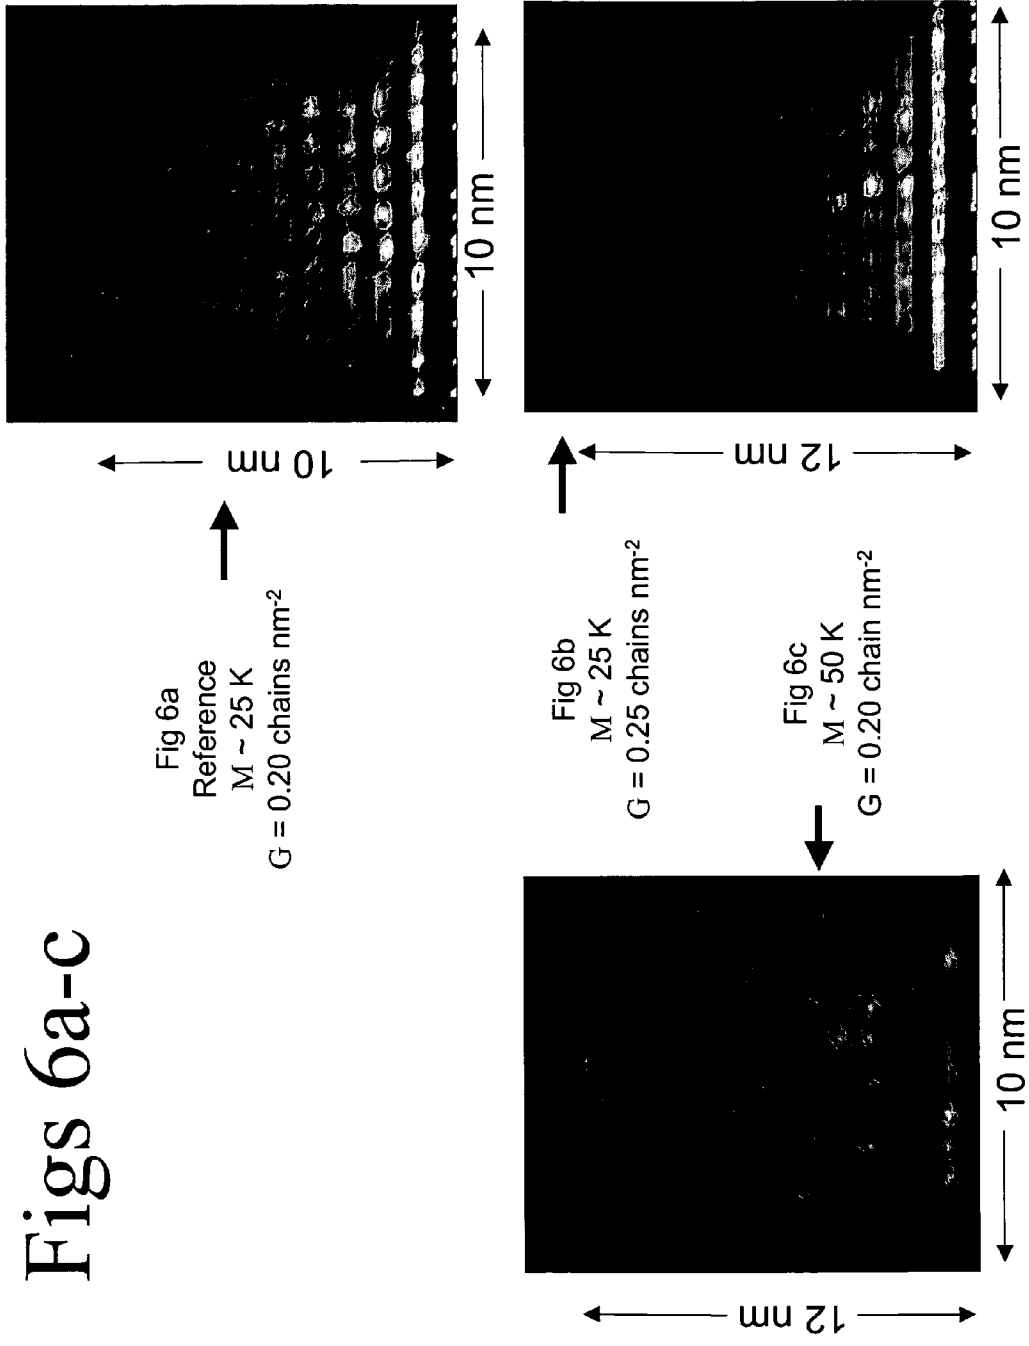 Figs 6a-c
Fig 6a
Reference
M ~ 25 K
G = 0.20 chains nm⁻²
10 nm
10 nm
Fig 6b
M ~ 25 K
G = 0.25 chains nm⁻²
12 nm
10 nm
Fig 6c
M ~ 50 K
G = 0.20 chain nm⁻²
12 nm
10 nm